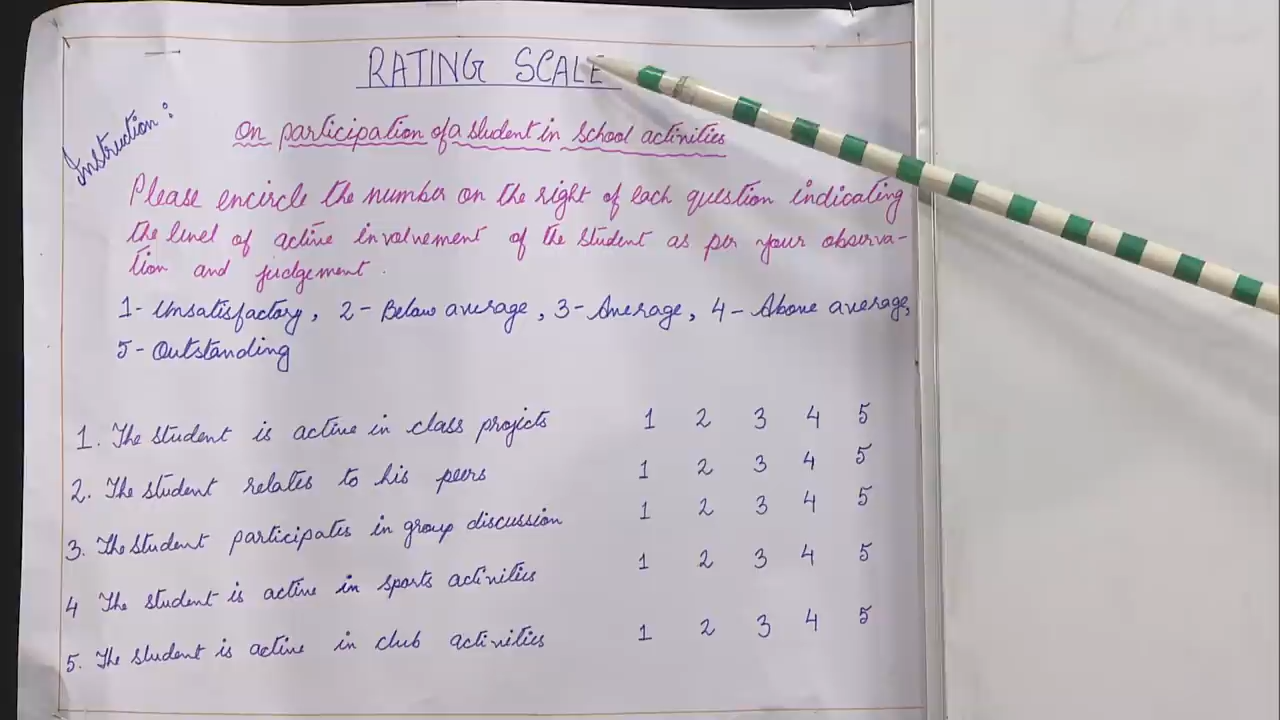 RATING SCALE
Instruction:
On participation of a student in school activities
Please encircle the number on the right of each question indicating
the level of active involvement of the student as per your observa-
tion and judgement.
1- Unsatisfactory, 2- Below average, 3- Average, 4- Above average,
5- Outstanding
1. The student is active in class projects 1 2 3 4 5
2. The student relates to his peers 1 2 3 4 5
3. The student participates in group discussion 1 2 3 4 5
4 The student is active in sports activities 1 2 3 4 5
5. The student is active in club activities 1 2 3 4 5